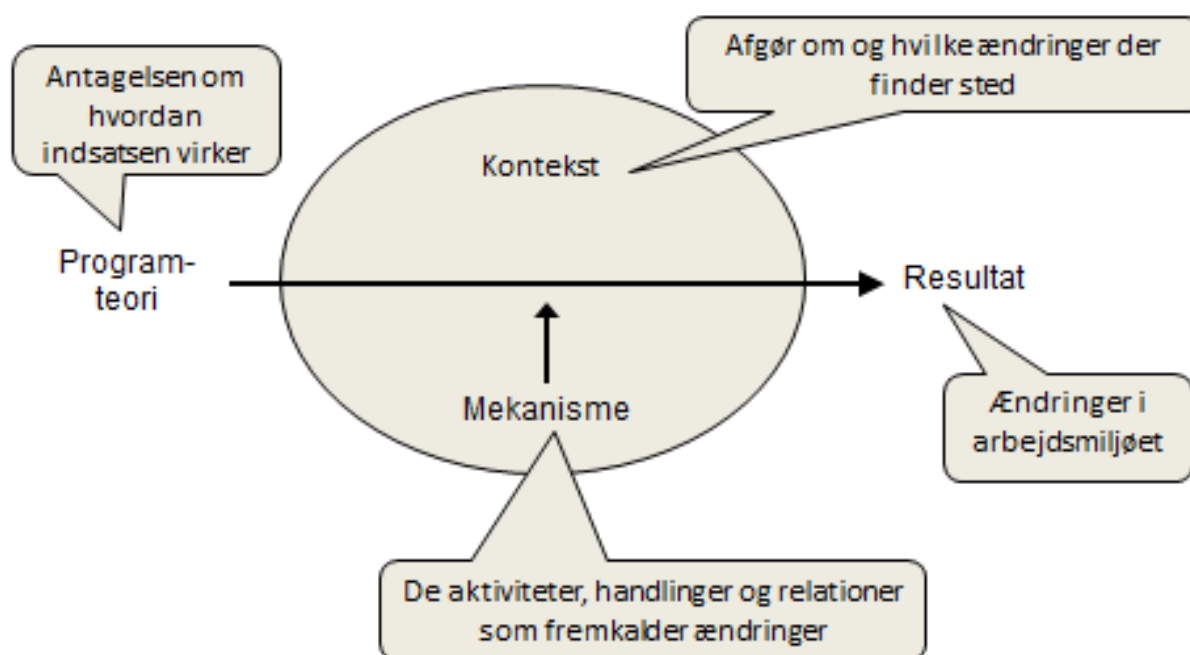 Antagelsen om
hvordan
indsatsen virker
Afgør om og hvilke ændringer der
finder sted
Kontekst
Program-
teori
Resultat
Mekanisme
Ændringer i
arbejdsmiljøet
De aktiviteter, handlinger og relationer
som fremkalder ændringer